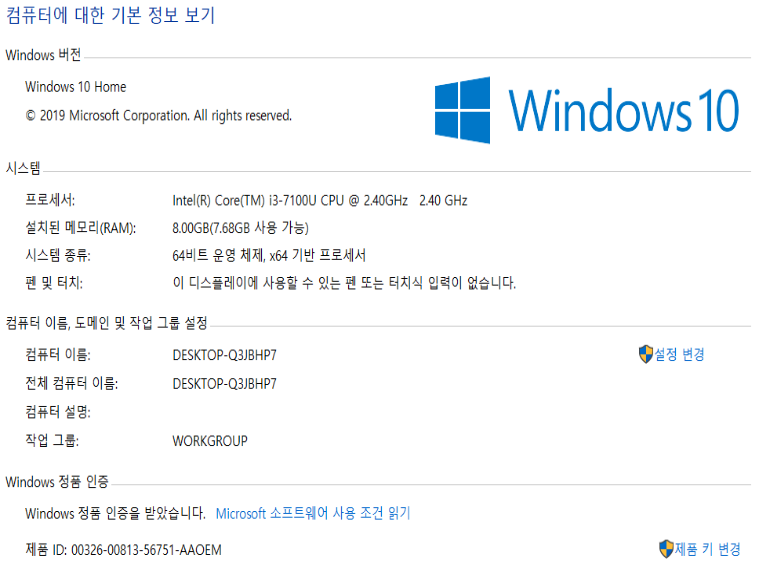 컴퓨터에 대한 기본 정보 보기
Windows 버전
Windows 10 Home
© 2019 Microsoft Corporation. All rights reserved.
Windows 10
시스템
프로세서: Intel(R) Core(TM) i3-7100U CPU @ 2.40GHz 2.40 GHz
설치된 메모리(RAM): 8.00GB(7.68GB 사용 가능)
시스템 종류: 64비트 운영 체제, x64 기반 프로세서
펜 및 터치: 이 디스플레이에 사용할 수 있는 펜 또는 터치식 입력이 없습니다.
컴퓨터 이름, 도메인 및 작업 그룹 설정
컴퓨터 이름: DESKTOP-Q3JBHP7 설정 변경
전체 컴퓨터 이름: DESKTOP-Q3JBHP7
컴퓨터 설명:
작업 그룹: WORKGROUP
Windows 정품 인증
Windows 정품 인증을 받았습니다. Microsoft 소프트웨어 사용 조건 읽기
제품 ID: 00326-00813-56751-AAOEM 제품 키 변경